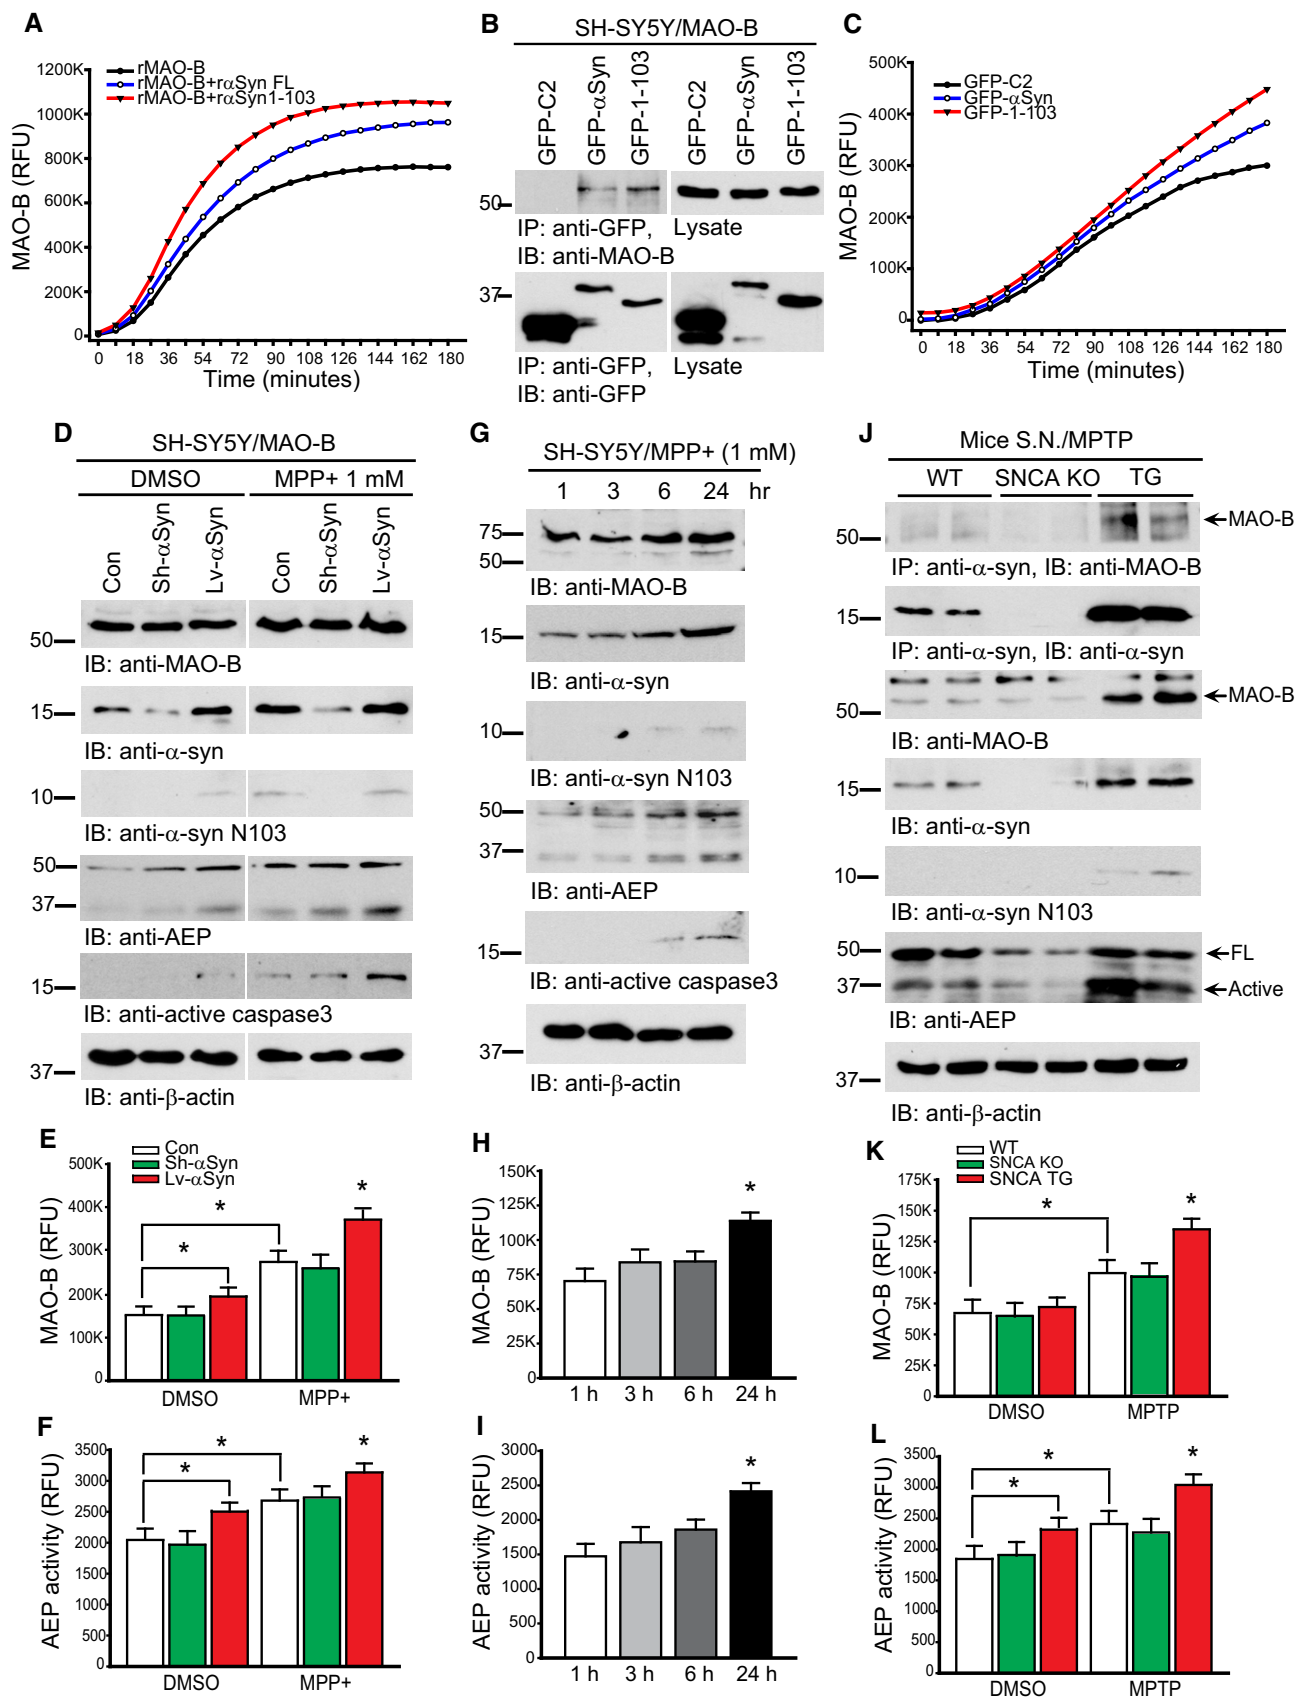 A
1200K
1000K
800K
600K
400K
200K
0
MAO-B (RFU)
rMAO-B
rMAO-B+rαSyn FL
rMAO-B+rαSyn1-103
0 18 36 54 72 90 108 126 144 162 180
Time (minutes)
B
SH-SY5Y/MAO-B
GFP-C2
GFP-αSyn
GFP-1-103
GFP-C2
GFP-αSyn
GFP-1-103
50
IP: anti-GFP, Lysate
IB: anti-MAO-B
37
IP: anti-GFP, Lysate
IB: anti-GFP
C
500K
400K
300K
200K
100K
0
MAO-B (RFU)
GFP-C2
GFP-αSyn
GFP-1-103
0 18 36 54 72 90 108 126 144 162 180
Time (minutes)
D
SH-SY5Y/MAO-B
DMSO MPP+ 1 mM
Con
Sh-αSyn
Lv-αSyn
Con
Sh-αSyn
Lv-αSyn
50
IB: anti-MAO-B
15
IB: anti-α-syn
10
IB: anti-α-syn N103
50
37
IB: anti-AEP
15
IB: anti-active caspase3
37
IB: anti-β-actin
G
SH-SY5Y/MPP+ (1 mM)
1 3 6 24 hr
75
50
IB: anti-MAO-B
15
IB: anti-α-syn
10
IB: anti-α-syn N103
50
37
IB: anti-AEP
15
IB: anti-active caspase3
37
IB: anti-β-actin
J
Mice S.N./MPTP
WT SNCA KO TG
50
MAO-B
IP: anti-α-syn, IB: anti-MAO-B
15
IP: anti-α-syn, IB: anti-α-syn
MAO-B
50
IB: anti-MAO-B
15
IB: anti-α-syn
10
IB: anti-α-syn N103
50
FL
37
Active
IB: anti-AEP
37
IB: anti-β-actin
E
Con
Sh-αSyn
Lv-αSyn
500K
400K
300K
200K
100K
0
MAO-B (RFU)
* * *
DMSO MPP+
H
150K
125K
100K
75K
50K
25K
0
MAO-B (RFU)
*
1 h 3 h 6 h 24 h
K
WT
SNCA KO
SNCA TG
175K
150K
125K
100K
75K
50K
25K
0
MAO-B (RFU)
* *
DMSO MPTP
F
3500
3000
2500
2000
1500
1000
500
0
AEP activity (RFU)
* * *
DMSO MPP+
I
3000
2500
2000
1500
1000
500
0
AEP activity (RFU)
*
1 h 3 h 6 h 24 h
L
3500
3000
2500
2000
1500
1000
500
0
AEP activity (RFU)
* * *
DMSO MPTP